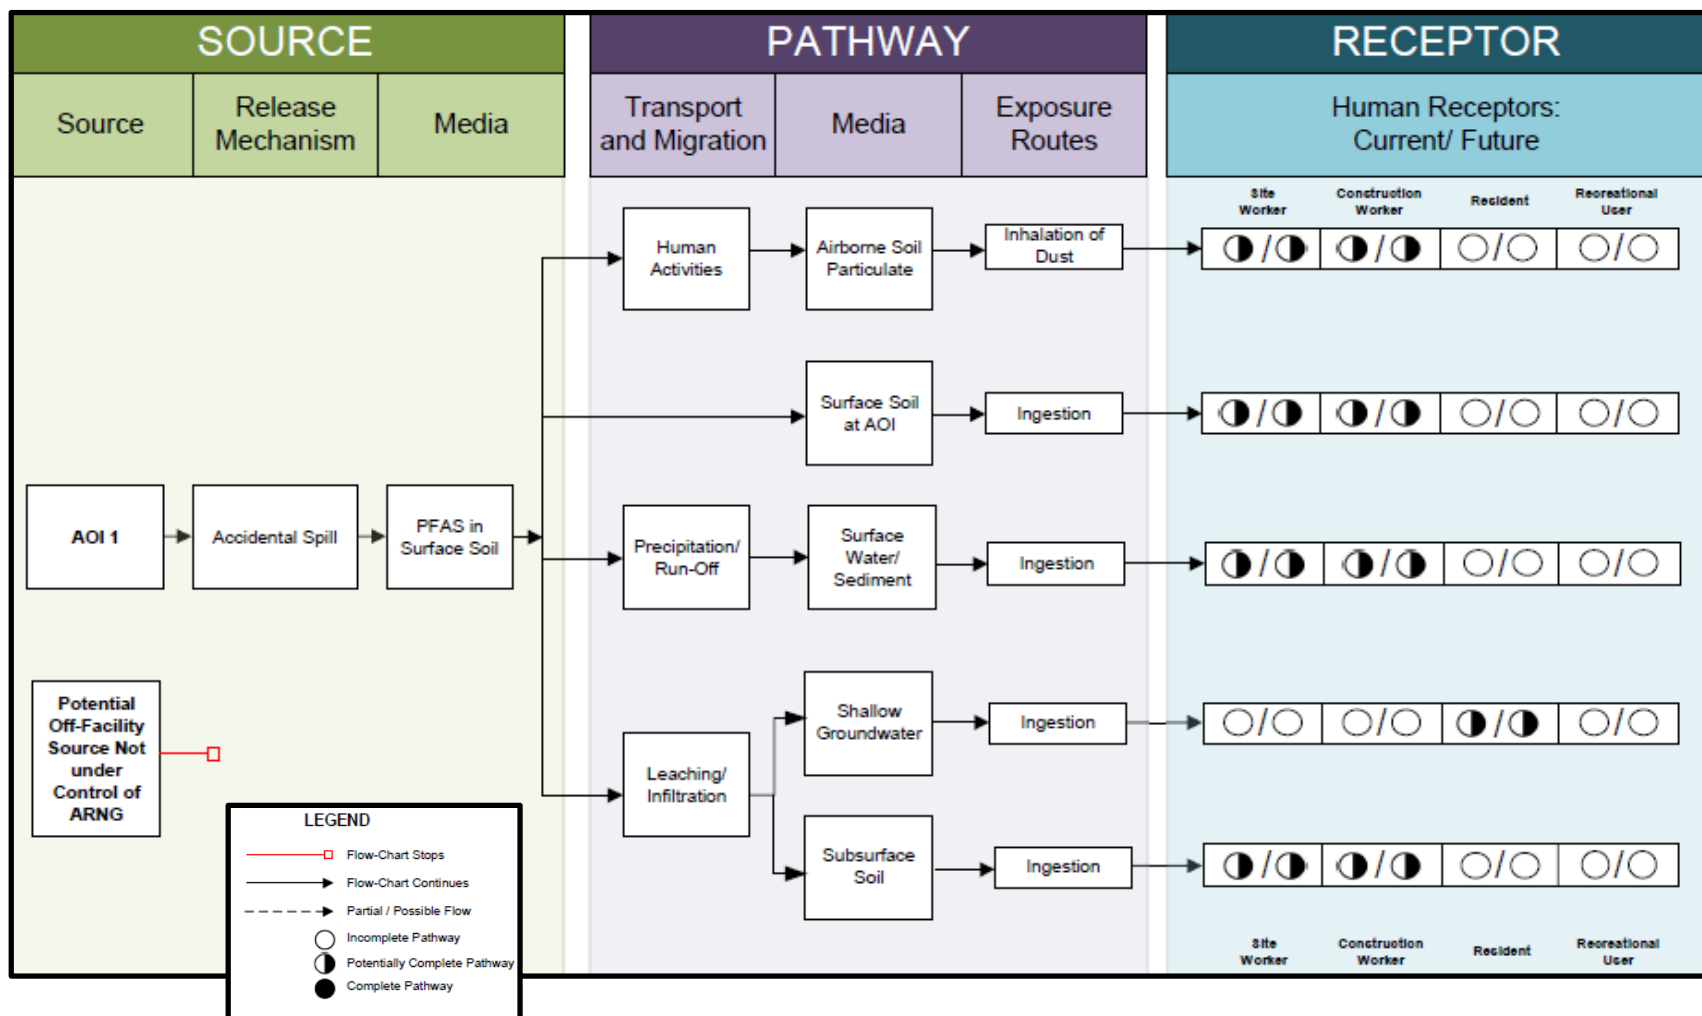 SOURCE
PATHWAY
RECEPTOR
Source
Release
Mechanism
Media
Transport
and Migration
Media
Exposure
Routes
Human Receptors:
Current/ Future
Site
Worker
Construction
Worker
Resident
Recreational
User
Human
Activities
Airborne Soil
Particulate
Inhalation of
Dust
/
/
/
/
Surface Soil
at AOI
Ingestion
/
/
/
/
AOI 1
Accidental Spill
PFAS in
Surface Soil
Precipitation/
Run-Off
Surface
Water/
Sediment
Ingestion
/
/
/
/
Potential
Off-Facility
Source Not
under
Control of
ARNG
Leaching/
Infiltration
Shallow
Groundwater
Ingestion
/
/
/
/
Subsurface
Soil
Ingestion
/
/
/
/
Site
Worker
Construction
Worker
Resident
Recreational
User
LEGEND
Flow-Chart Stops
Flow-Chart Continues
Partial / Possible Flow
Incomplete Pathway
Potentially Complete Pathway
Complete Pathway